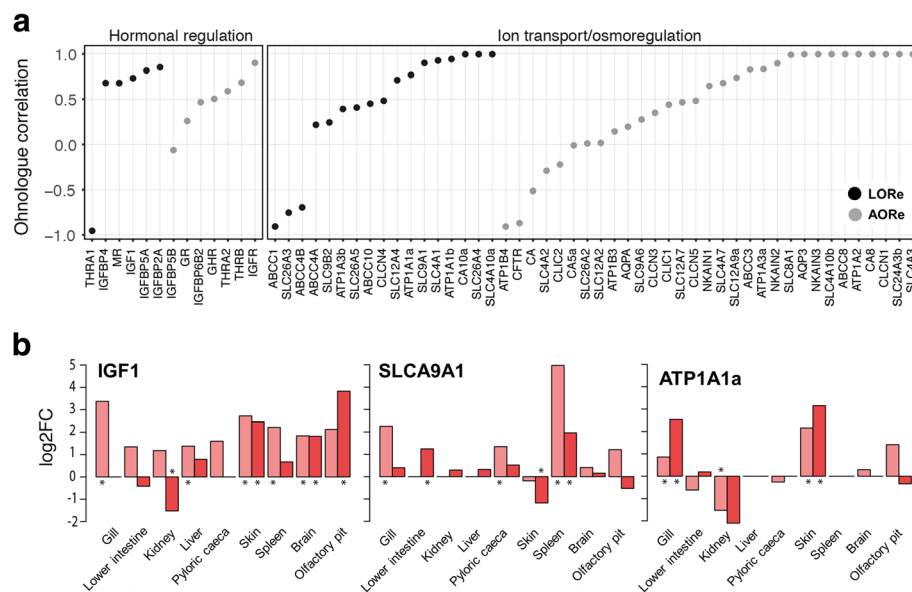 a
Hormonal regulation
Ion transport/osmoregulation
Ohnologue correlation
1.0
0.5
0.0
−0.5
−1.0
LORe
AORe
THRA1
IGFBP4
MR
IGF1
IGFBP5A
IGFBP2A
IGFBP5B
GR
IGFBP6B2
GHR
THRA2
THRB
IGFR
ABCC1
SLC26A3
ABCC4B
ABCC4A
SLC9B2
ATP1A3b
SLC26A5
ABCC10
CLCN4
SLC12A4
ATP1A1a
SLC9A1
SLC4A1
ATP1A1b
CA10a
SLC26A4
SLC4A10a
ATP1B4
CFTR
CA
SLC4A2
CLIC2
CA5a
SLC26A2
SLC12A2
ATP1B3
AQPA
SLC9A6
CLCN3
CLIC1
SLC12A7
CLCN5
NKAIN1
SLC4A7
SLC12A9a
ABCC3
ATP1A3a
NKAIN2
SLC8A1
AQP3
NKAIN3
SLC4A10b
ABCC8
ATP1A2
CA8
CLCN1
SLC24A3b
b
IGF1
SLCA9A1
ATP1A1a
log2FC
5
4
3
2
1
0
-1
-2
* * * * * * * *
* * * * * *
* * * * *
Gill
Lower intestine
Kidney
Liver
Pyloric caeca
Skin
Spleen
Brain
Olfactory pit
Gill
Lower intestine
Kidney
Liver
Pyloric caeca
Skin
Spleen
Brain
Olfactory pit
Gill
Lower intestine
Kidney
Liver
Pyloric caeca
Skin
Spleen
Brain
Olfactory pit